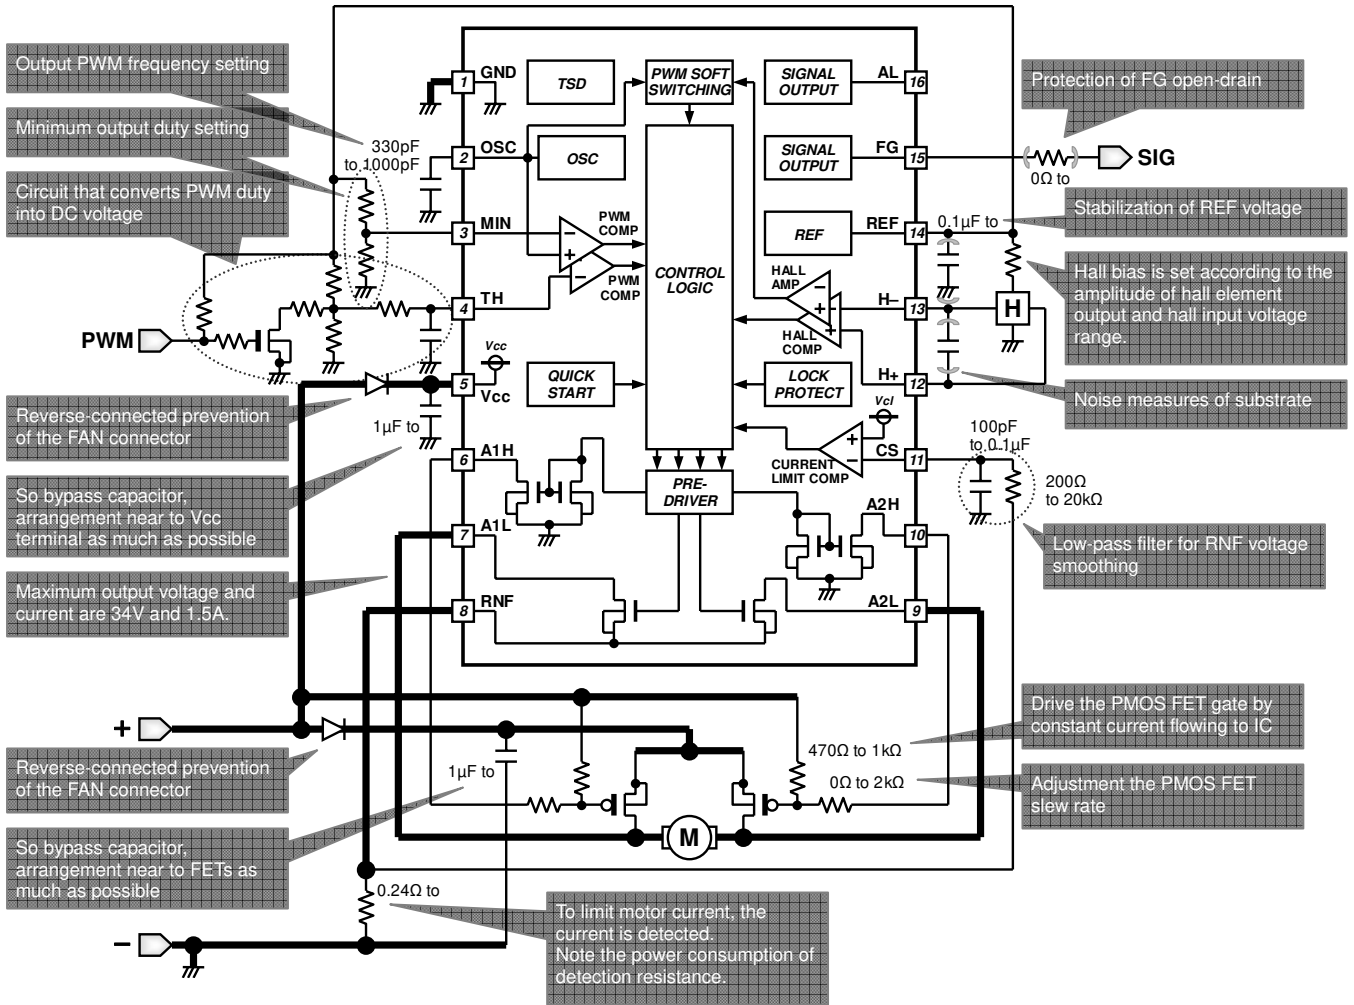 Output PWM frequency setting
Minimum output duty setting
Circuit that converts PWM duty
into DC voltage
PWM
Reverse-connected prevention
of the FAN connector
So bypass capacitor,
arrangement near to Vcc
terminal as much as possible
Maximum output voltage and
current are 34V and 1.5A.
+
Reverse-connected prevention
of the FAN connector
So bypass capacitor,
arrangement near to FETs as
much as possible
−
330pF
to 1000pF
1µF to
1µF to
0.24Ω to
To limit motor current, the
current is detected.
Note the power consumption of
detection resistance.
1
GND
2
OSC
3
MIN
4
TH
5
Vcc
Vcc
6
A1H
7
A1L
8
RNF
TSD
OSC
PWM
COMP
−
+
−
PWM
COMP
QUICK
START
PWM SOFT
SWITCHING
CONTROL
LOGIC
PRE-
DRIVER
SIGNAL
OUTPUT
SIGNAL
OUTPUT
REF
HALL
AMP
−
+
+
HALL
COMP
LOCK
PROTECT
Vcl
+
−
CURRENT
LIMIT COMP
AL
16
FG
15
REF
14
H−
13
H+
12
CS
11
A2H
10
A2L
9
SIG
0Ω to
0.1µF to
H
100pF
to 0.1µF
200Ω
to 20kΩ
470Ω to 1kΩ
0Ω to 2kΩ
M
Protection of FG open-drain
Stabilization of REF voltage
Hall bias is set according to the
amplitude of hall element
output and hall input voltage
range.
Noise measures of substrate
Low-pass filter for RNF voltage
smoothing
Drive the PMOS FET gate by
constant current flowing to IC
Adjustment the PMOS FET
slew rate